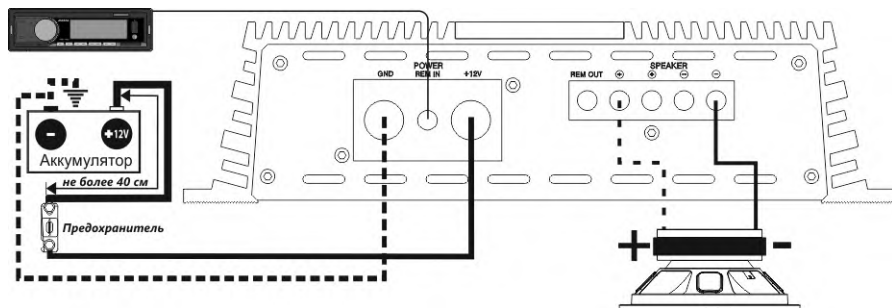 POWER
GND
REM IN
+12V
SPEAKER
REM OUT
+
+
−
−
−
+12V
Аккумулятор
не более 40 см
Предохранитель
+
−